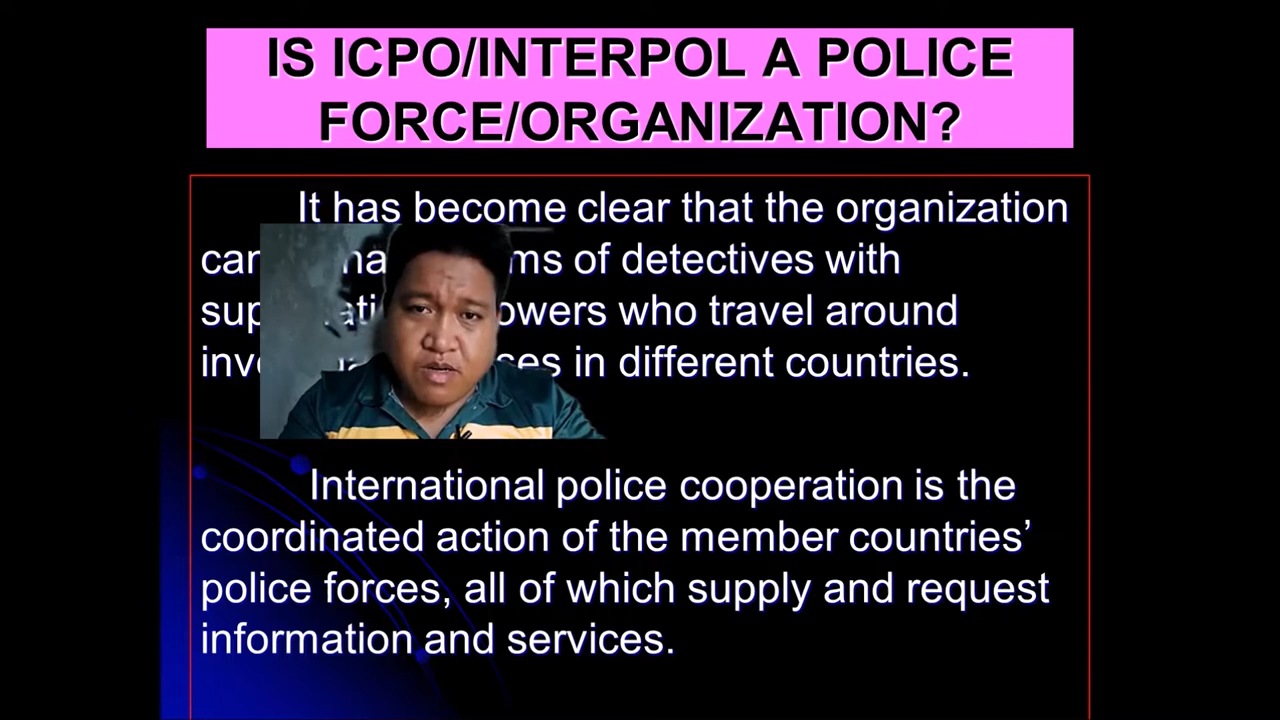 IS ICPO/INTERPOL A POLICE
FORCE/ORGANIZATION?
It has become clear that the organization
of detectives with
who travel around
in different countries.
International police cooperation is the
coordinated action of the member countries’
police forces, all of which supply and request
information and services.